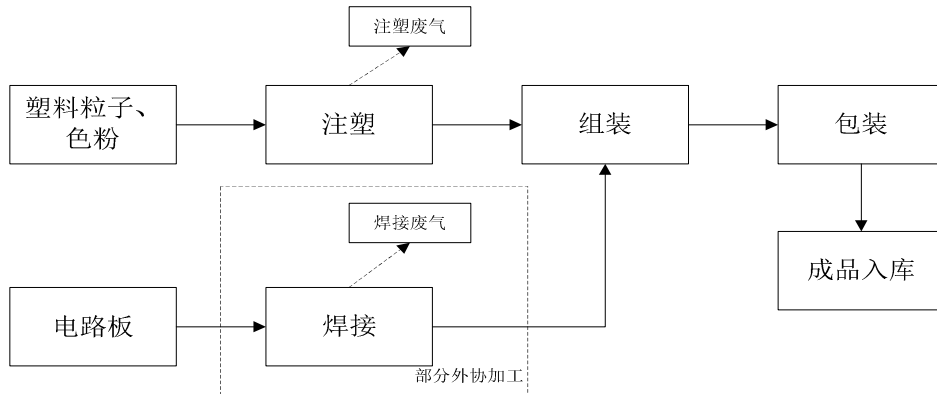 注塑废气
塑料粒子、
色粉
注塑
组装
包装
焊接废气
成品入库
电路板
焊接
部分外协加工